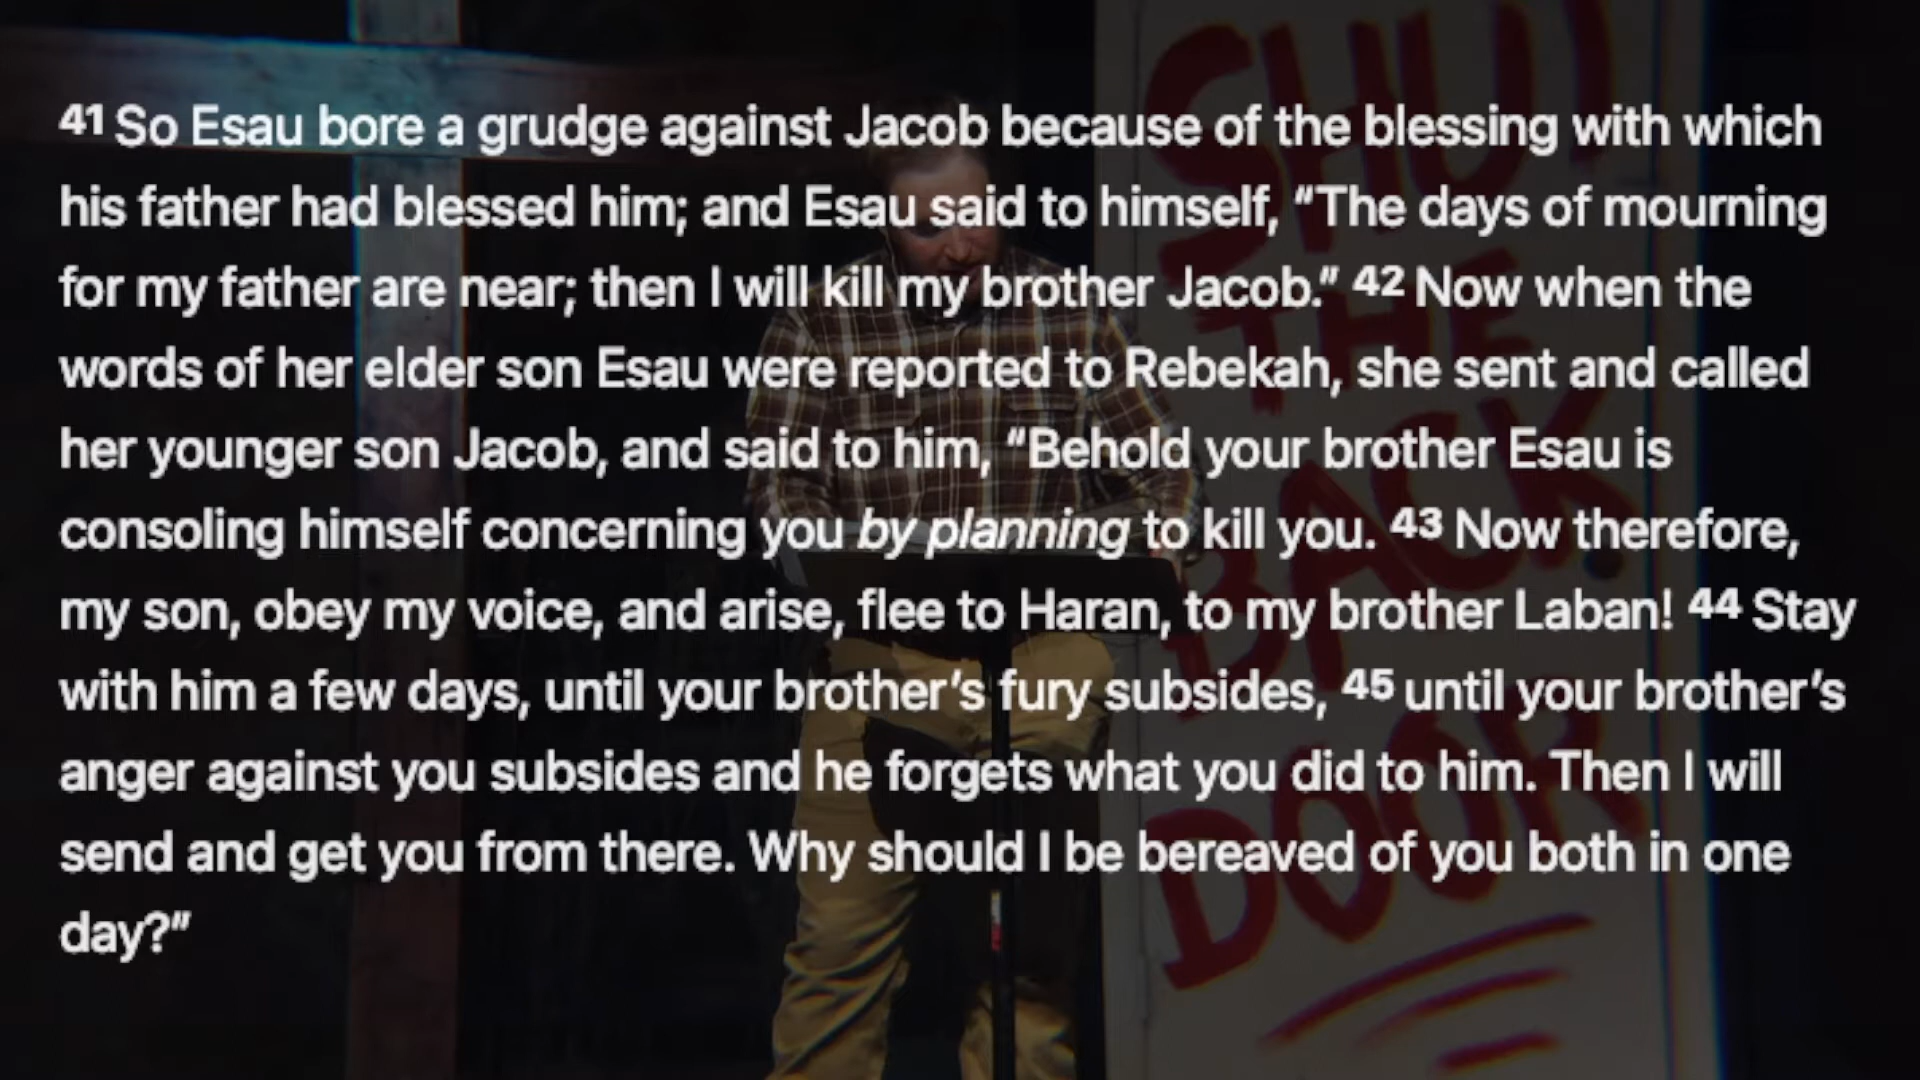 41 So Esau bore a grudge against Jacob because of the blessing with which
his father had blessed him; and Esau said to himself, “The days of mourning
for my father are near; then I will kill my brother Jacob.” 42 Now when the
words of her elder son Esau were reported to Rebekah, she sent and called
her younger son Jacob, and said to him, “Behold your brother Esau is
consoling himself concerning you by planning to kill you. 43 Now therefore,
my son, obey my voice, and arise, flee to Haran, to my brother Laban! 44 Stay
with him a few days, until your brother’s fury subsides, 45 until your brother’s
anger against you subsides and he forgets what you did to him. Then I will
send and get you from there. Why should I be bereaved of you both in one
day?”
SHUT
THE
BACK
DOOR